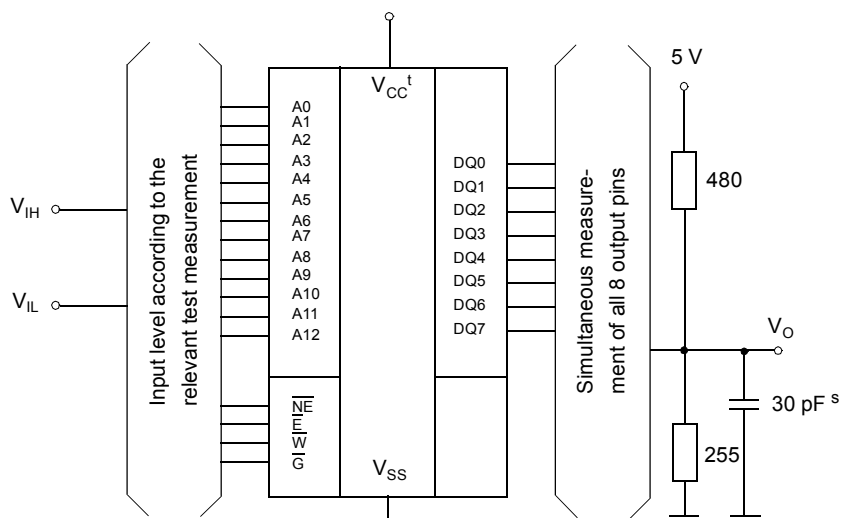 V_IH
V_IL
Input level according to the
relevant test measurement
V_CC^t
A0
A1
A2
A3
A4
A5
A6
A7
A8
A9
A10
A11
A12
N̅E̅
E̅
W̅
G̅
V_SS
DQ0
DQ1
DQ2
DQ3
DQ4
DQ5
DQ6
DQ7
Simultaneous measure-
ment of all 8 output pins
5 V
480
V_O
30 pF ^s
255